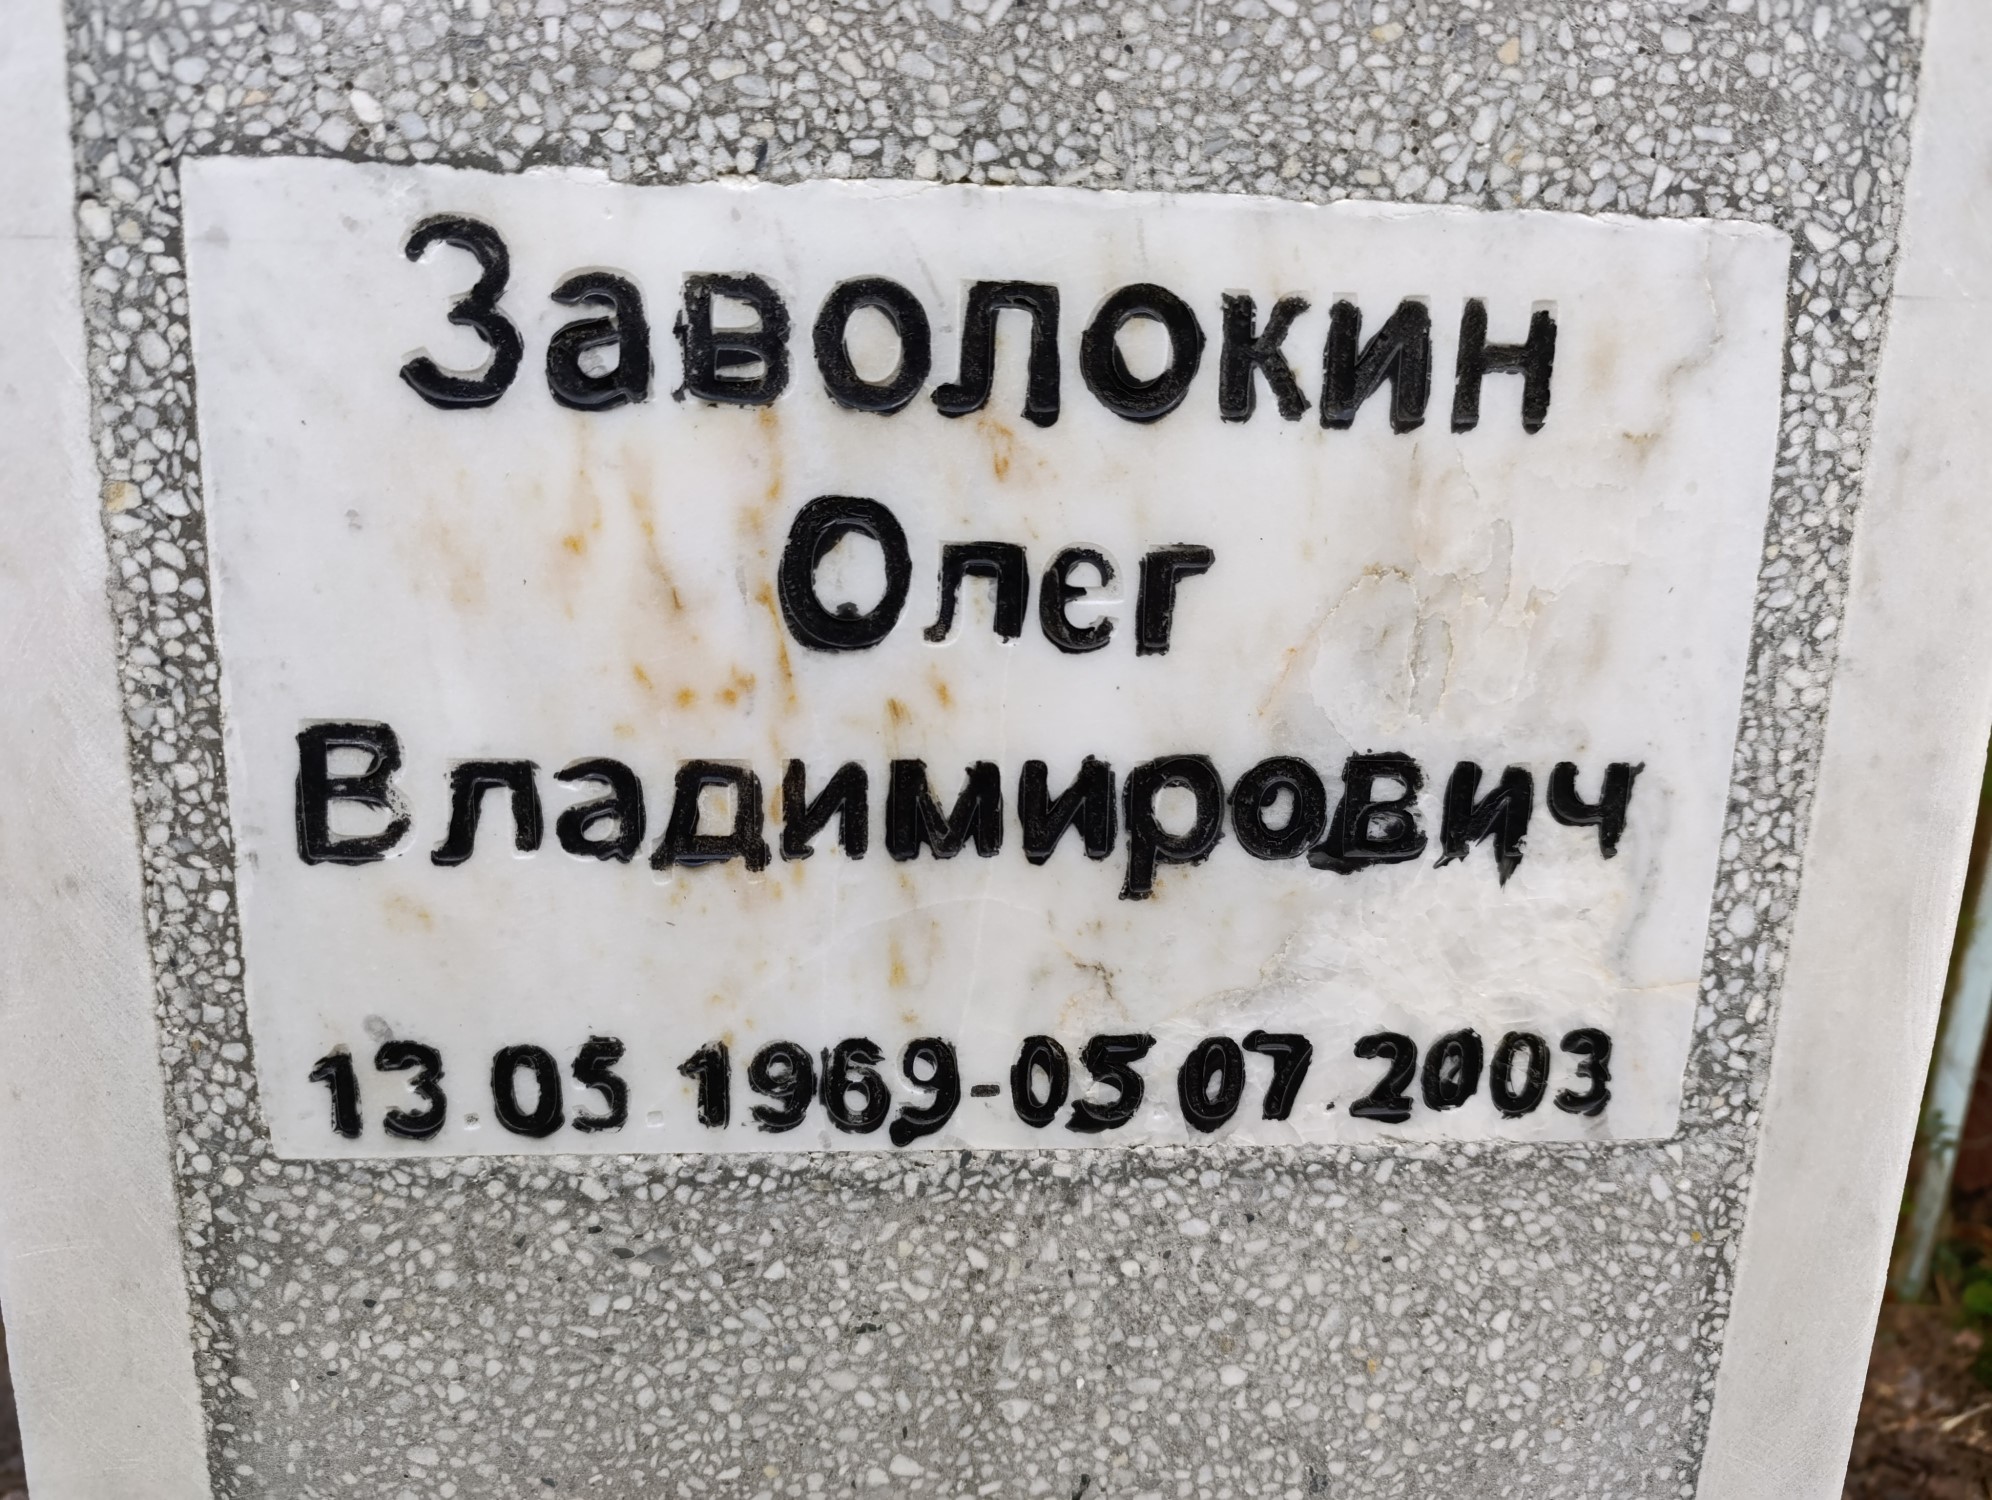 Заволокин
Олег
Владимирович
13.05.1969-05.07.2003